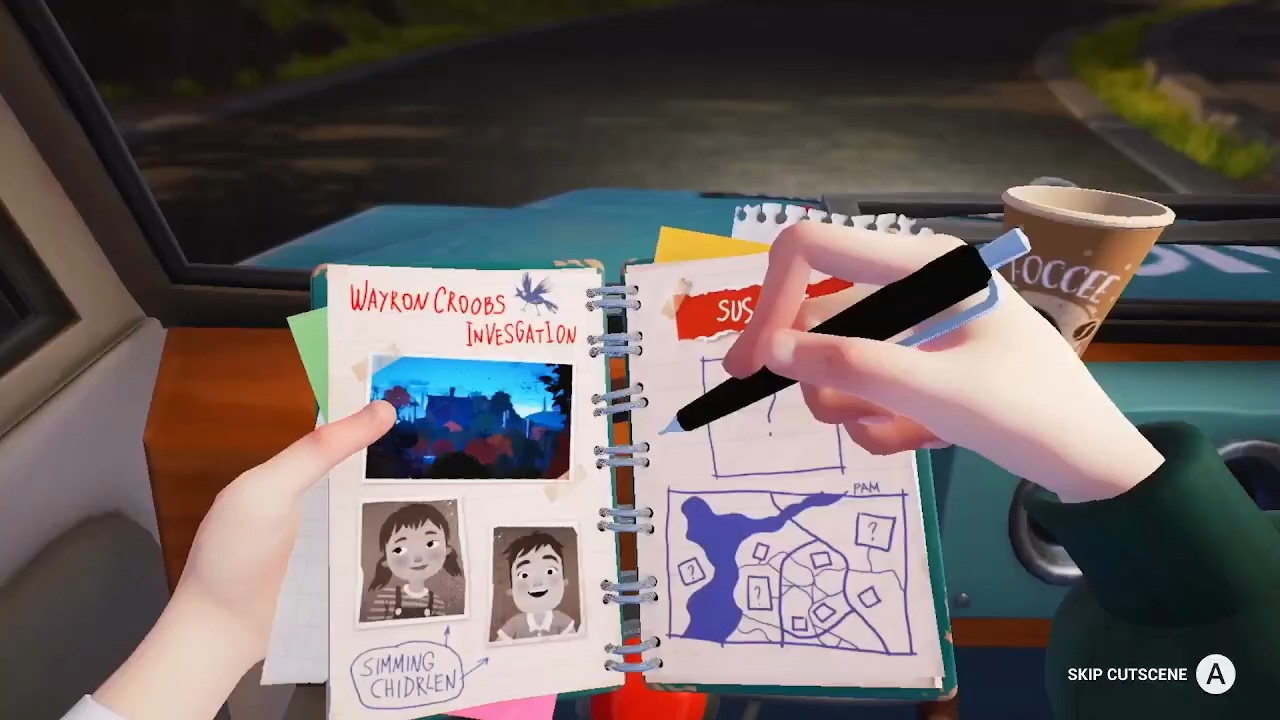 WAYRON CROOBS
INVESGATION
SUS
?
PAM
?
?
?
SIMMING
CHIDRLEN
FOCCEE
SKIP CUTSCENE A